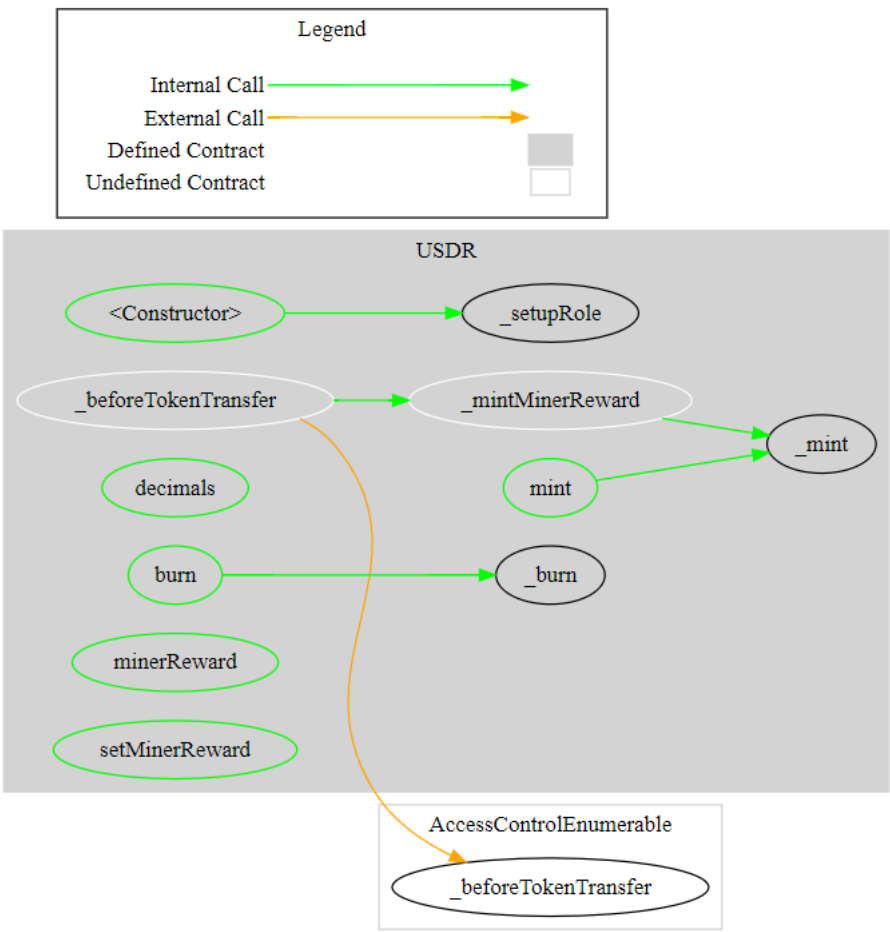 Legend
Internal Call
External Call
Defined Contract
Undefined Contract
USDR
<Constructor>
_setupRole
_beforeTokenTransfer
_mintMinerReward
_mint
decimals
mint
burn
_burn
minerReward
setMinerReward
AccessControlEnumerable
_beforeTokenTransfer